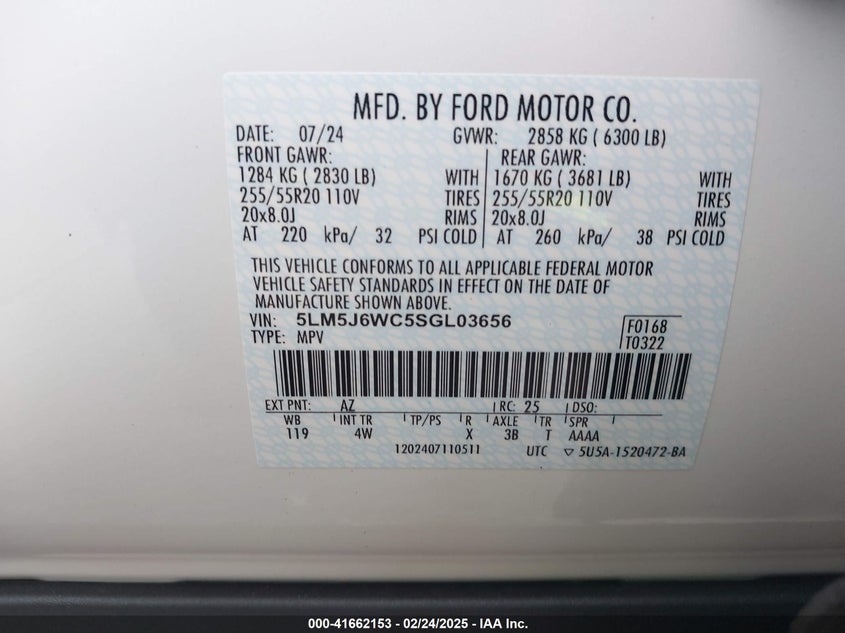 MFD. BY FORD MOTOR CO.
DATE: 07/24 GVWR: 2858 KG ( 6300 LB)
FRONT GAWR: REAR GAWR:
1284 KG ( 2830 LB) WITH 1670 KG ( 3681 LB) WITH
255/55R20 110V TIRES 255/55R20 110V TIRES
20x8.0J RIMS 20x8.0J RIMS
AT 220 kPa/ 32 PSI COLD AT 260 kPa/ 38 PSI COLD
THIS VEHICLE CONFORMS TO ALL APPLICABLE FEDERAL MOTOR
VEHICLE SAFETY STANDARDS IN EFFECT ON THE DATE OF
MANUFACTURE SHOWN ABOVE.
VIN: 5LM5J6WC5SGL03656 F0168
TYPE: MPV T0322
EXT PNT: AZ RC: 25 DSO:
WB INT TR TP/PS R AXLE TR SPR
119 4W X 3B T AAAA
1202407110511 UTC ▽ 5U5A-1520472-BA
000-41662153 - 02/24/2025 - IAA Inc.